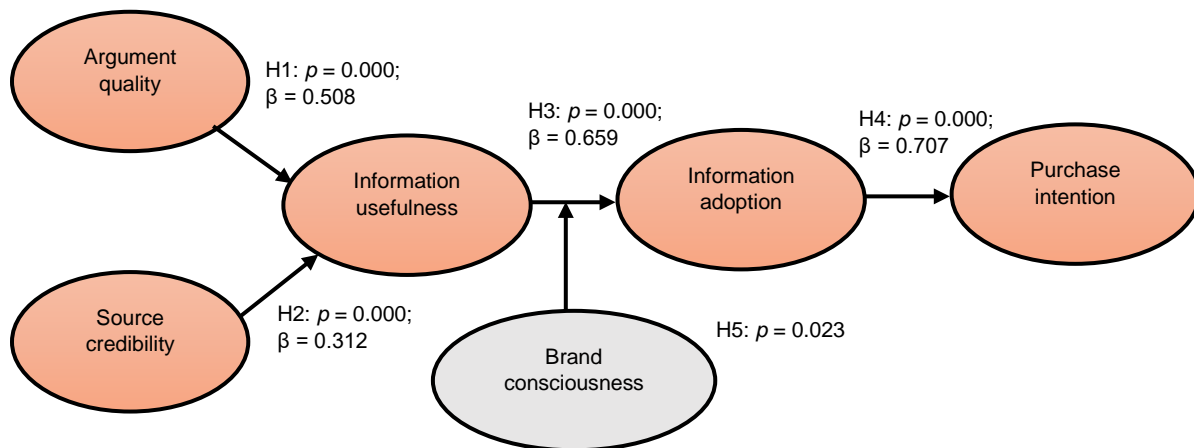 Argument
quality
H1: p = 0.000;
β = 0.508
H3: p = 0.000;
β = 0.659
H4: p = 0.000;
β = 0.707
Information
usefulness
Information
adoption
Purchase
intention
Source
credibility
H2: p = 0.000;
β = 0.312
H5: p = 0.023
Brand
consciousness